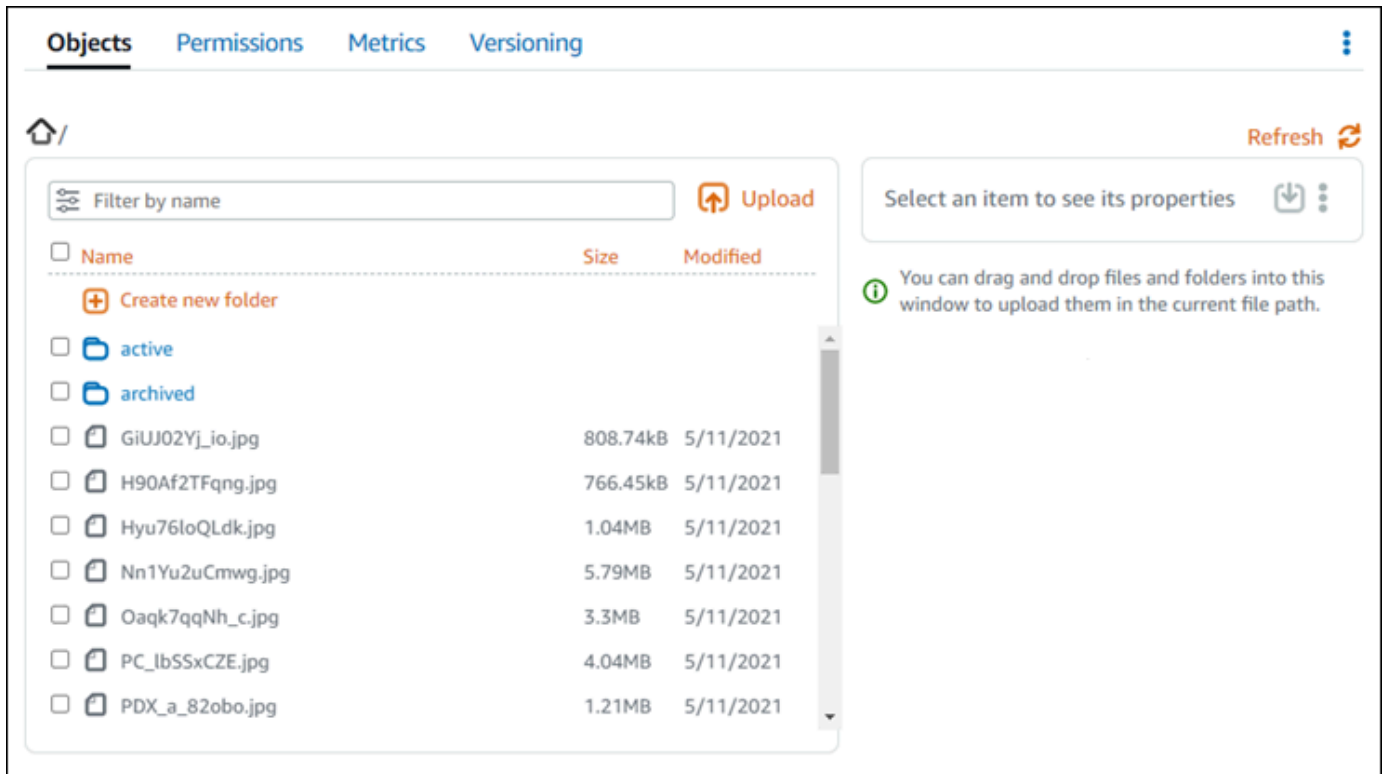 Objects Permissions Metrics Versioning
/
Refresh
Filter by name
Upload
Select an item to see its properties
Name Size Modified
You can drag and drop files and folders into this
window to upload them in the current file path.
Create new folder
active
archived
GiUJ02Yj_io.jpg 808.74kB 5/11/2021
H90Af2TFqng.jpg 766.45kB 5/11/2021
Hyu76loQLdk.jpg 1.04MB 5/11/2021
Nn1Yu2uCmwg.jpg 5.79MB 5/11/2021
Oaqk7qqNh_c.jpg 3.3MB 5/11/2021
PC_lbSSxCZE.jpg 4.04MB 5/11/2021
PDX_a_82obo.jpg 1.21MB 5/11/2021